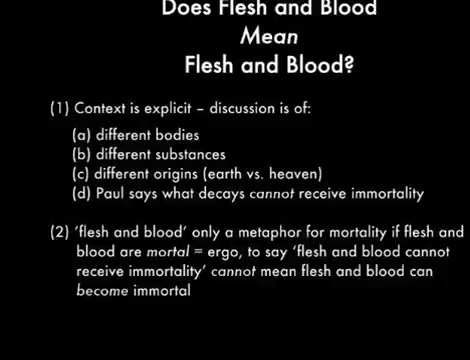 Does Flesh and Blood
Mean
Flesh and Blood?
(1) Context is explicit – discussion is of:
(a) different bodies
(b) different substances
(c) different origins (earth vs. heaven)
(d) Paul says what decays cannot receive immortality
(2) ‘flesh and blood’ only a metaphor for mortality if flesh and
blood are mortal = ergo, to say ‘flesh and blood cannot
receive immortality’ cannot mean flesh and blood can
become immortal